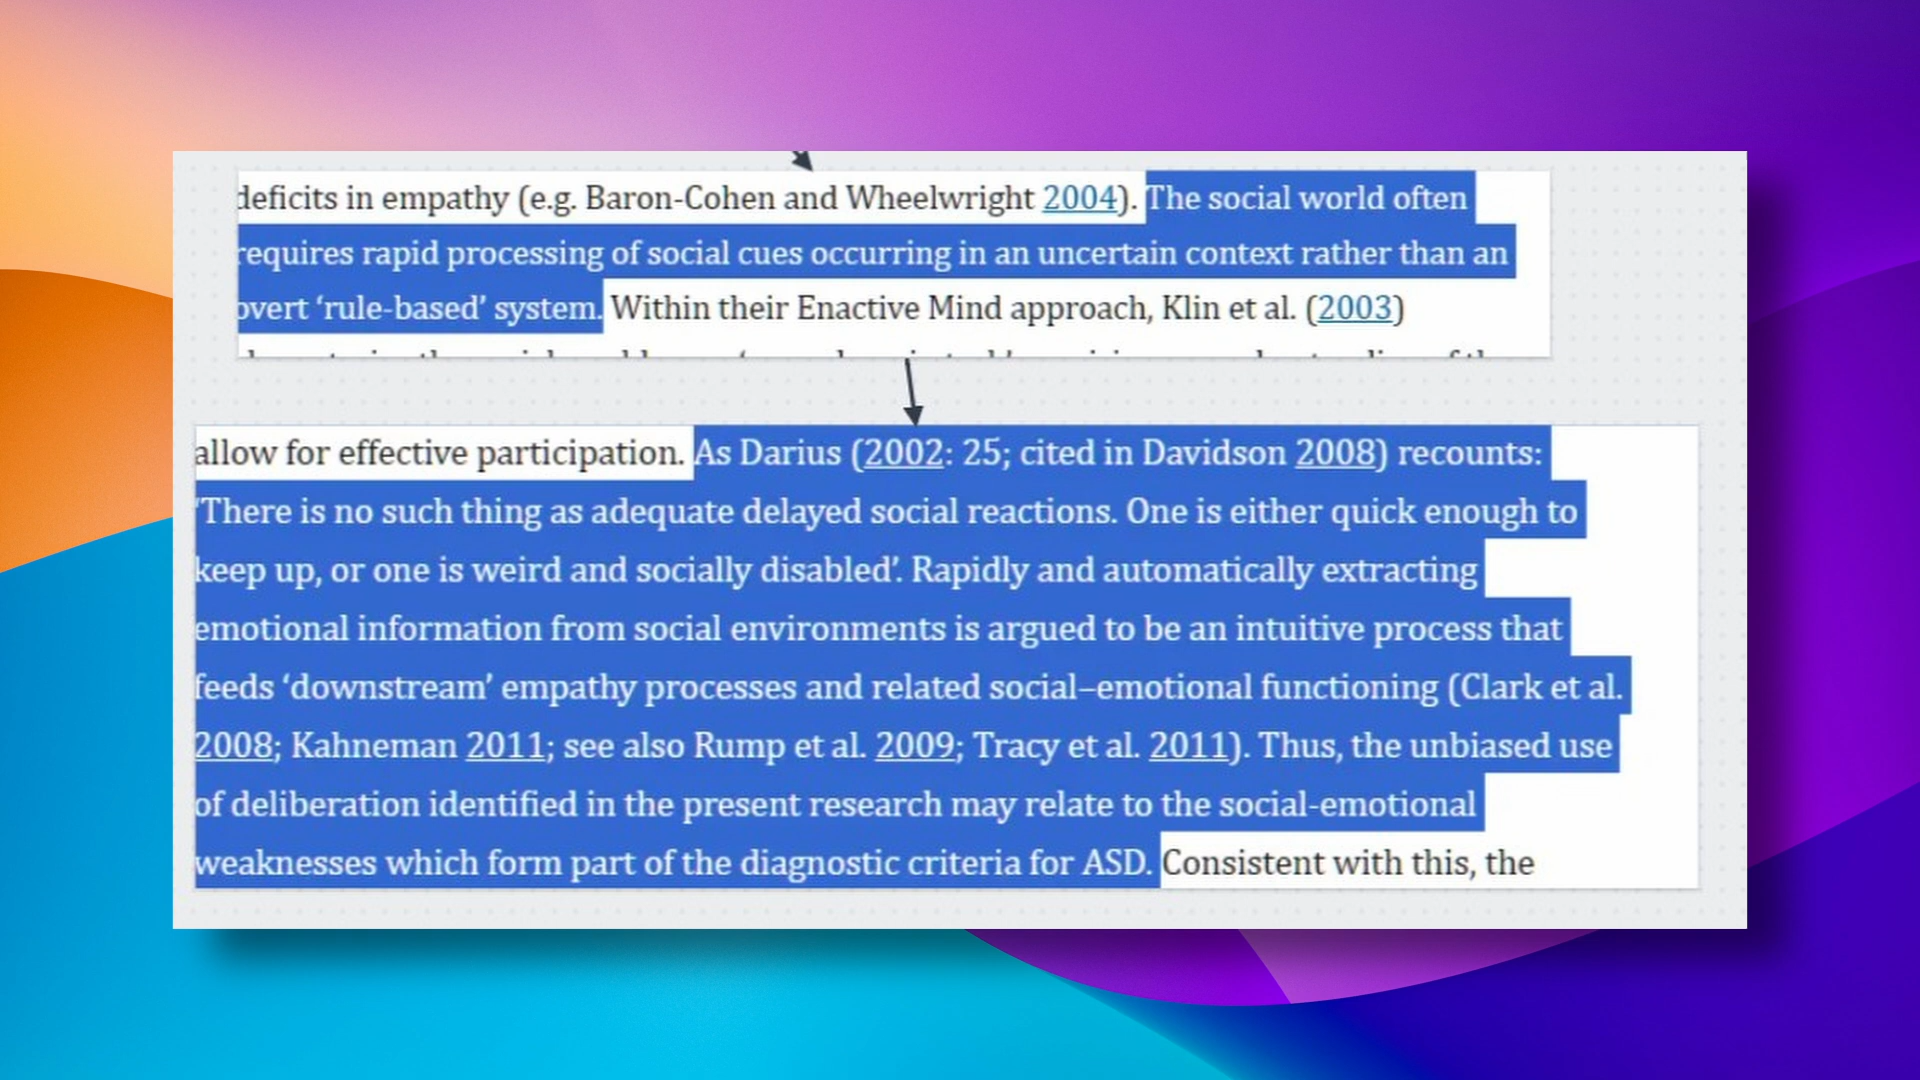 deficits in empathy (e.g. Baron-Cohen and Wheelwright 2004). The social world often
requires rapid processing of social cues occurring in an uncertain context rather than an
overt ‘rule-based’ system. Within their Enactive Mind approach, Klin et al. (2003)
allow for effective participation. As Darius (2002: 25; cited in Davidson 2008) recounts:
‘There is no such thing as adequate delayed social reactions. One is either quick enough to
keep up, or one is weird and socially disabled’. Rapidly and automatically extracting
emotional information from social environments is argued to be an intuitive process that
feeds ‘downstream’ empathy processes and related social–emotional functioning (Clark et al.
2008; Kahneman 2011; see also Rump et al. 2009; Tracy et al. 2011). Thus, the unbiased use
of deliberation identified in the present research may relate to the social-emotional
weaknesses which form part of the diagnostic criteria for ASD. Consistent with this, the